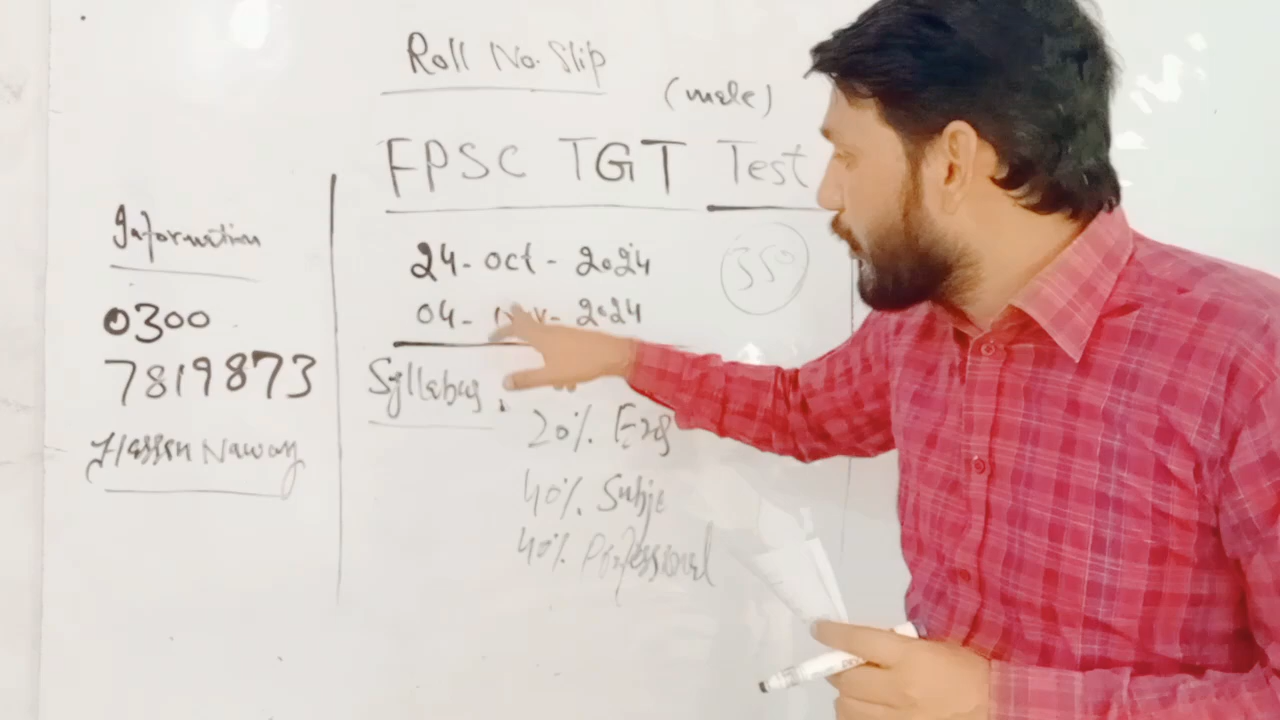 Roll No. Slip
(male)
FPSC TGT Test
24- Oct - 2024
550
04- 2024
Syllabus
20% Eng
40% Subje
40% Professional
Information
0300
7819873
Hassan Nawaz